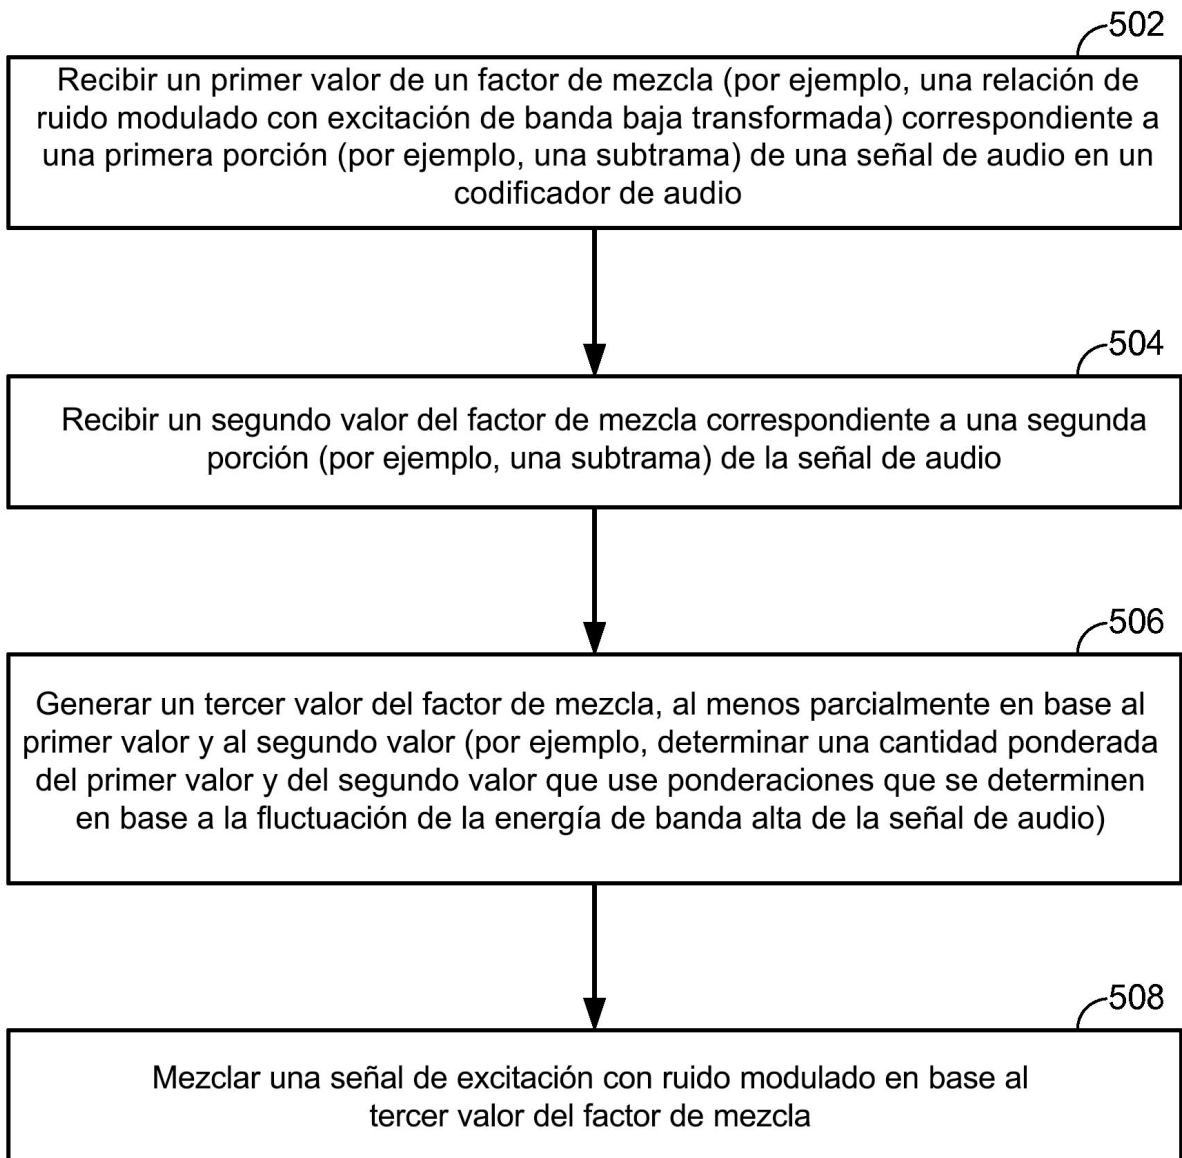 502
Recibir un primer valor de un factor de mezcla (por ejemplo, una relación de
ruido modulado con excitación de banda baja transformada) correspondiente a
una primera porción (por ejemplo, una subtrama) de una señal de audio en un
codificador de audio
504
Recibir un segundo valor del factor de mezcla correspondiente a una segunda
porción (por ejemplo, una subtrama) de la señal de audio
506
Generar un tercer valor del factor de mezcla, al menos parcialmente en base al
primer valor y al segundo valor (por ejemplo, determinar una cantidad ponderada
del primer valor y del segundo valor que use ponderaciones que se determinen
en base a la fluctuación de la energía de banda alta de la señal de audio)
508
Mezclar una señal de excitación con ruido modulado en base al
tercer valor del factor de mezcla